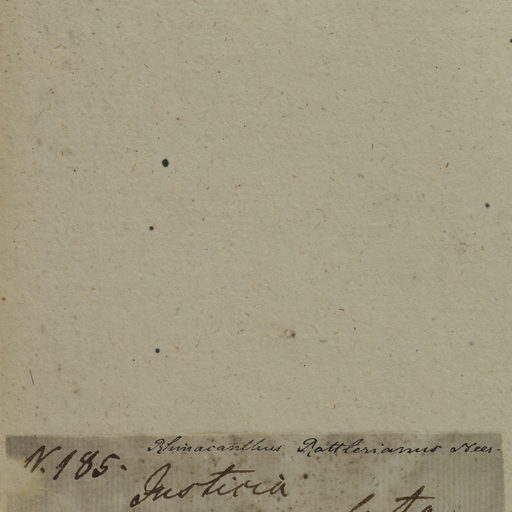 Rhinacanthus Rottlerianus Nees.
N. 185.
Justicia